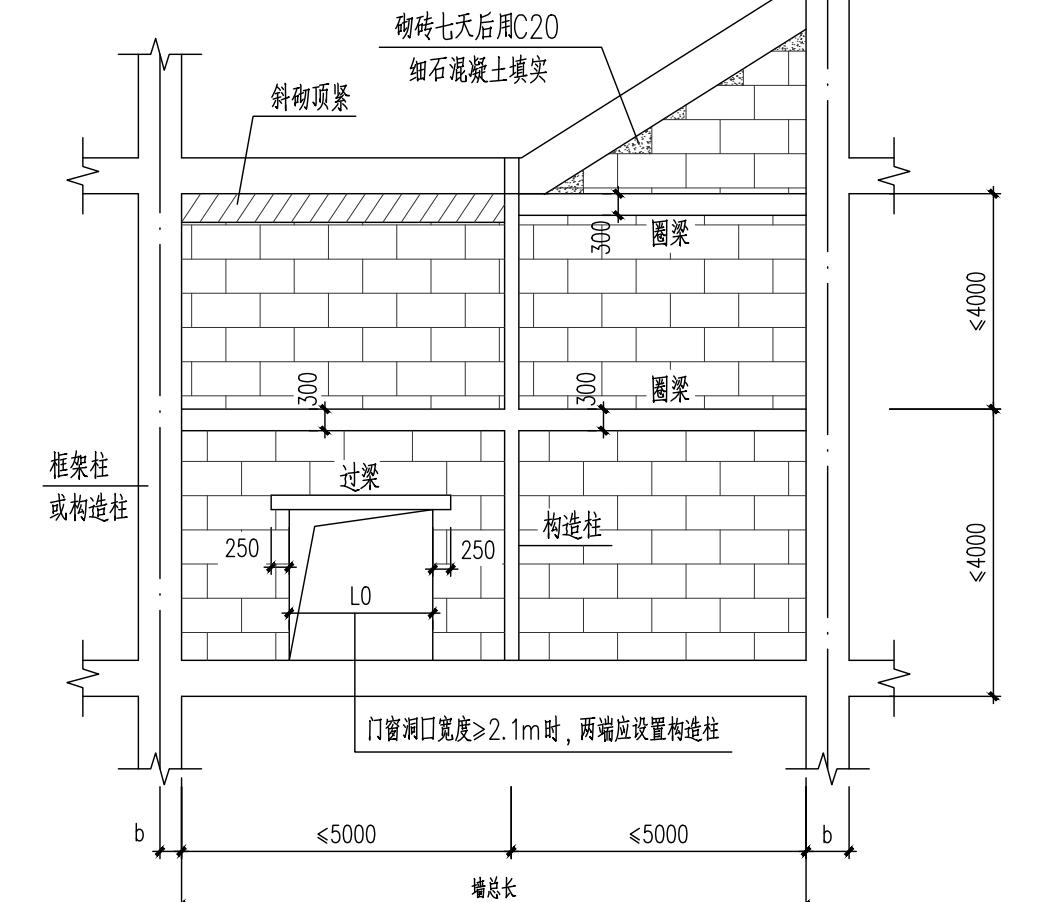 砌砖七天后用C20
细石混凝土填实
斜砌顶紧
300
圈梁
≤4000
300
300
圈梁
框架柱
或构造柱
过梁
构造柱
250
250
≤4000
L0
门窗洞口宽度≥2.1m时，两端应设置构造柱
b
≤5000
≤5000
b
墙总长